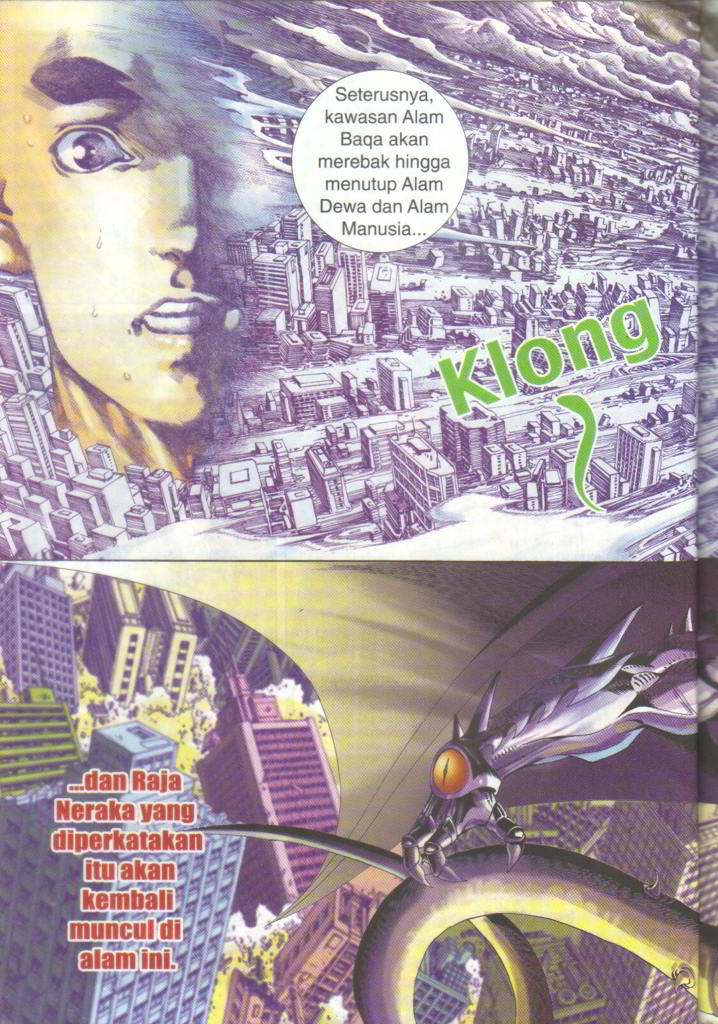 Seterusnya,
kawasan Alam
Baqa akan
merebak hingga
menutup Alam
Dewa dan Alam
Manusia...
Klong
...dan Raja
Neraka yang
diperkatakan
itu akan
kembali
muncul di
alam ini.